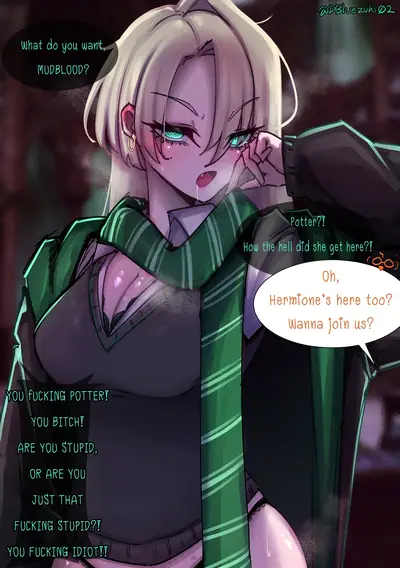 @DBluezuki02
What do you want,
MUDBLOOD?
Potter?!
How the hell did she get here?!
Oh,
Hermione's here too?
Wanna join us?
YOU FUCKING POTTER!
YOU BITCH!
ARE YOU STUPID,
OR ARE YOU
JUST THAT
FUCKING STUPID?!
YOU FUCKING IDIOT!!